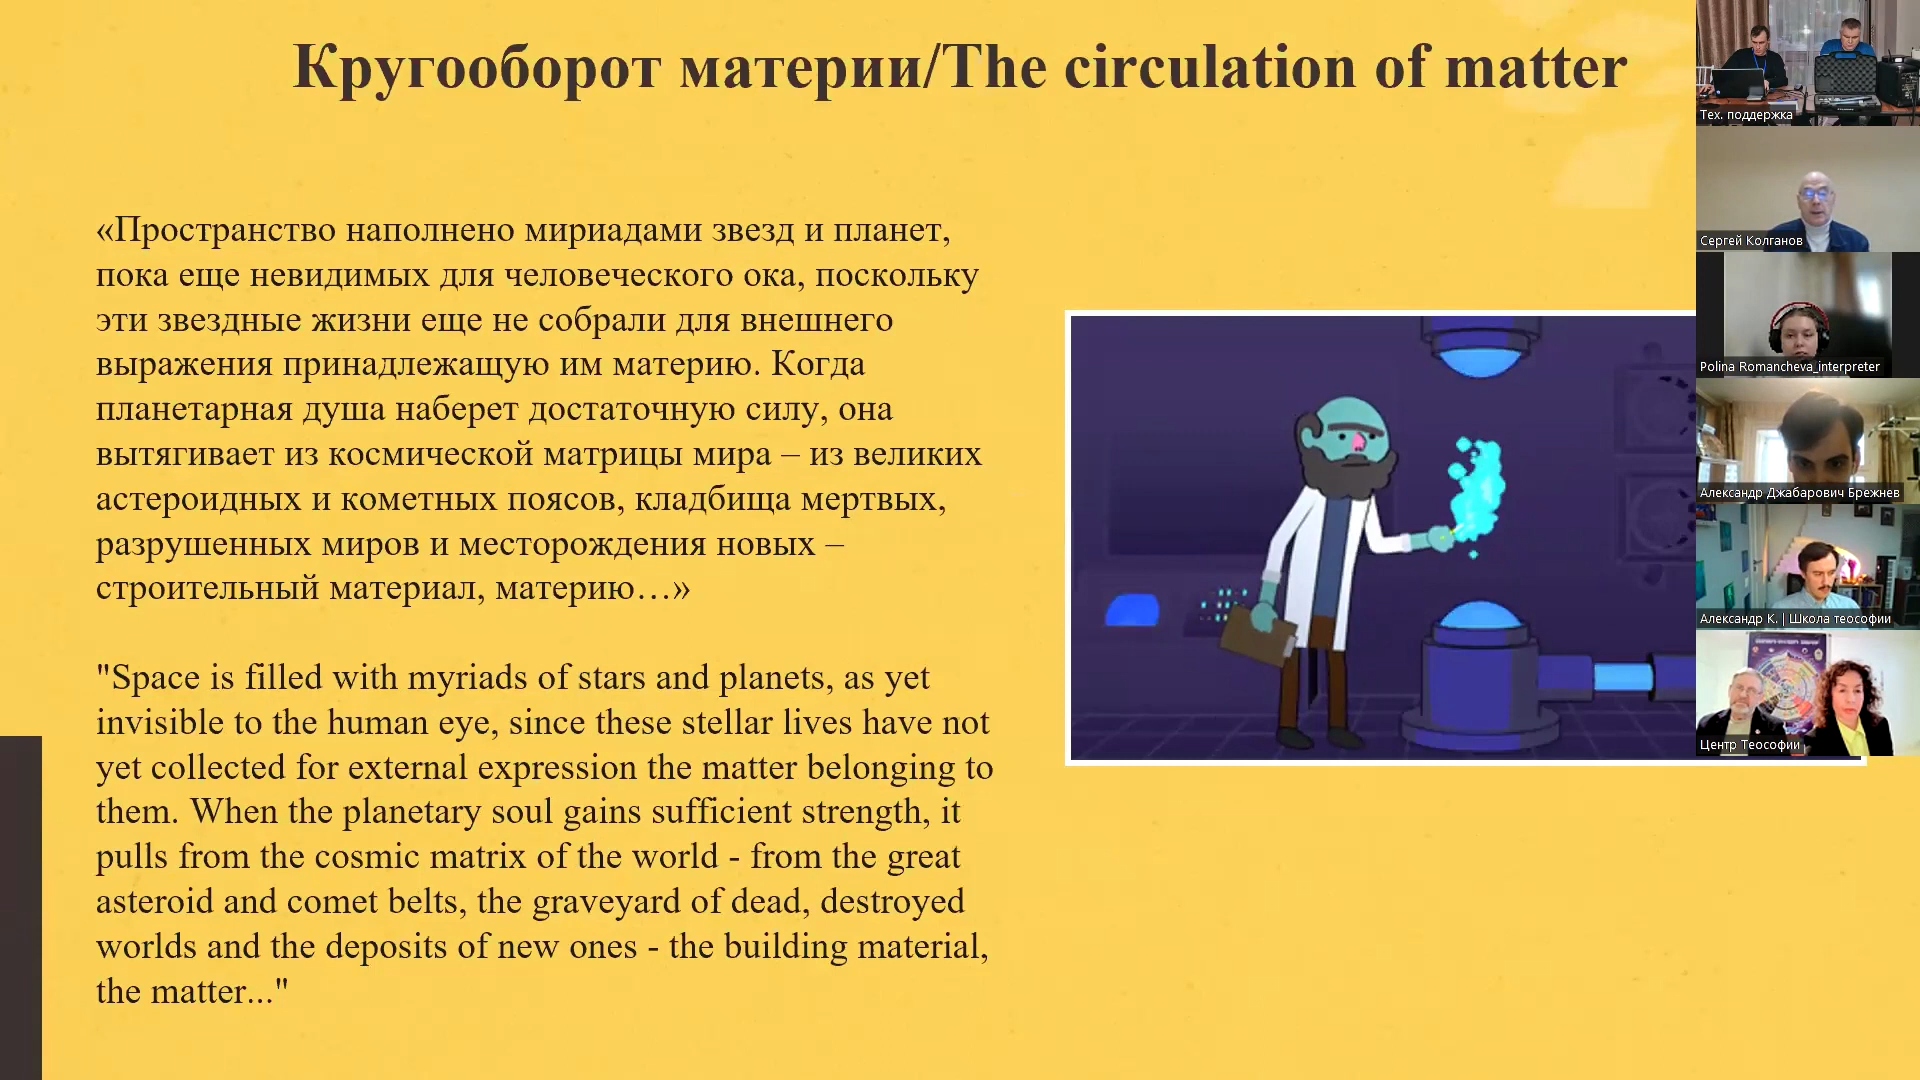 Кругооборот материи/The circulation of matter
«Пространство наполнено мириадами звезд и планет,
пока еще невидимых для человеческого ока, поскольку
эти звездные жизни еще не собрали для внешнего
выражения принадлежащую им материю. Когда
планетарная душа наберет достаточную силу, она
вытягивает из космической матрицы мира – из великих
астероидных и кометных поясов, кладбища мертвых,
разрушенных миров и месторождения новых –
строительный материал, материю…»
"Space is filled with myriads of stars and planets, as yet
invisible to the human eye, since these stellar lives have not
yet collected for external expression the matter belonging to
them. When the planetary soul gains sufficient strength, it
pulls from the cosmic matrix of the world - from the great
asteroid and comet belts, the graveyard of dead, destroyed
worlds and the deposits of new ones - the building material,
the matter..."
Тех. поддержка
Сергей Колганов
Polina Romancheva_interpreter
Александр Джабарович Брежнев
Александр К. | Школа теософии
Центр Теософии